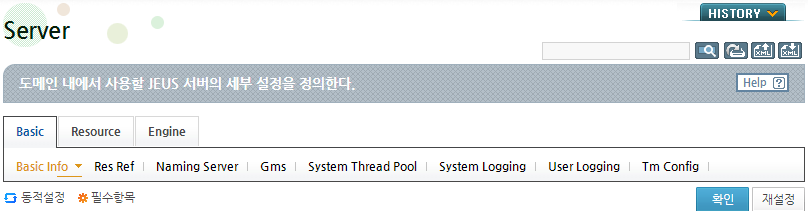 HISTORY
Server
XML XML
도메인 내에서 사용할 JEUS 서버의 세부 설정을 정의한다. Help ?
Basic Resource Engine
Basic Info Res Ref Naming Server Gms System Thread Pool System Logging User Logging Tm Config
동적설정 필수항목 확인 재설정